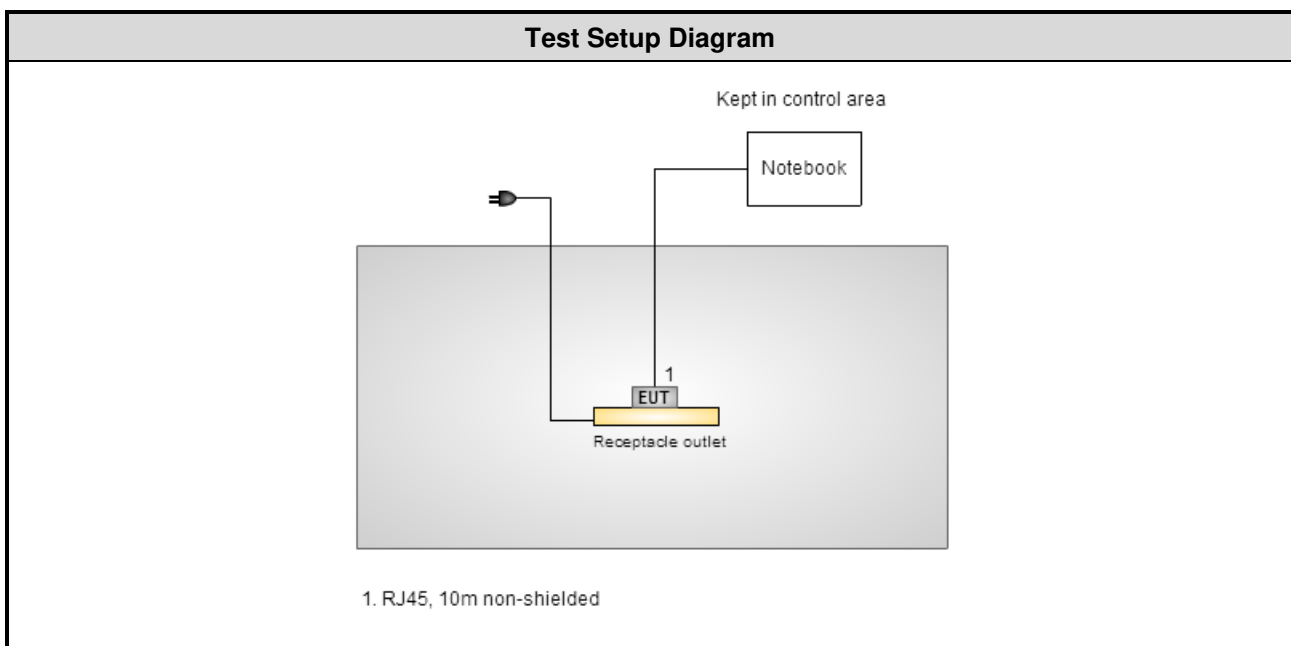 Test Setup Diagram
Kept in control area
Notebook
1
EUT
Receptacle outlet
1. RJ45, 10m non-shielded